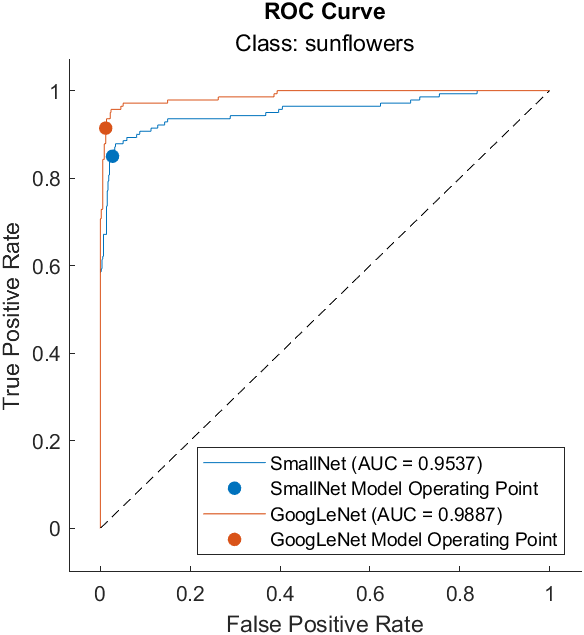 ROC Curve
Class: sunflowers
True Positive Rate
1
0.8
0.6
0.4
0.2
0
SmallNet (AUC = 0.9537)
SmallNet Model Operating Point
GoogLeNet (AUC = 0.9887)
GoogLeNet Model Operating Point
0 0.2 0.4 0.6 0.8 1
False Positive Rate